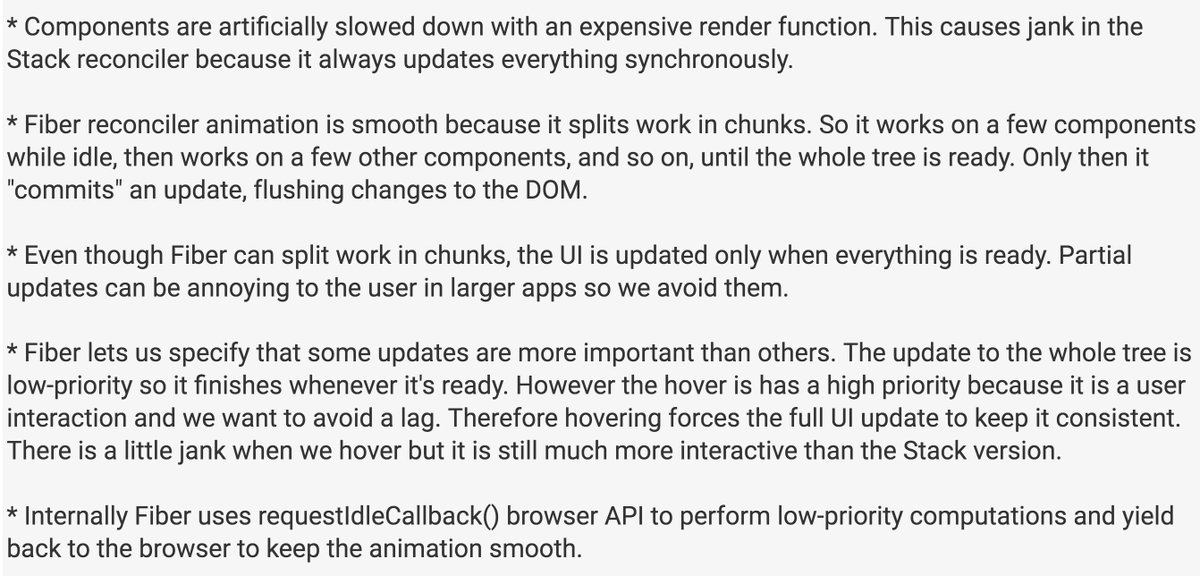 * Components are artificially slowed down with an expensive render function. This causes jank in the
Stack reconciler because it always updates everything synchronously.
* Fiber reconciler animation is smooth because it splits work in chunks. So it works on a few components
while idle, then works on a few other components, and so on, until the whole tree is ready. Only then it
"commits" an update, flushing changes to the DOM.
* Even though Fiber can split work in chunks, the UI is updated only when everything is ready. Partial
updates can be annoying to the user in larger apps so we avoid them.
* Fiber lets us specify that some updates are more important than others. The update to the whole tree is
low-priority so it finishes whenever it's ready. However the hover is has a high priority because it is a user
interaction and we want to avoid a lag. Therefore hovering forces the full UI update to keep it consistent.
There is a little jank when we hover but it is still much more interactive than the Stack version.
* Internally Fiber uses requestIdleCallback() browser API to perform low-priority computations and yield
back to the browser to keep the animation smooth.